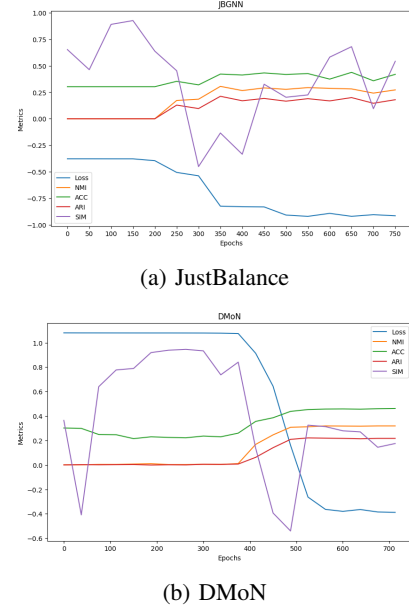 JBGNN
1.00
0.75
0.50
0.25
0.00
−0.25
−0.50
−0.75
−1.00
Metrics
Loss
NMI
ACC
ARI
SIM
0 50 100 150 200 250 300 350 400 450 500 550 600 650 700 750
Epochs
(a) JustBalance
DMoN
1.0
0.8
0.6
0.4
0.2
0.0
−0.2
−0.4
−0.6
Metrics
Loss
NMI
ACC
ARI
SIM
0 100 200 300 400 500 600 700
Epochs
(b) DMoN